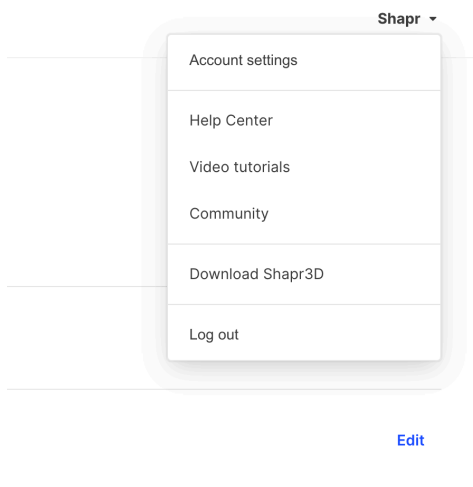 Shapr
Account settings
Help Center
Video tutorials
Community
Download Shapr3D
Log out
Edit